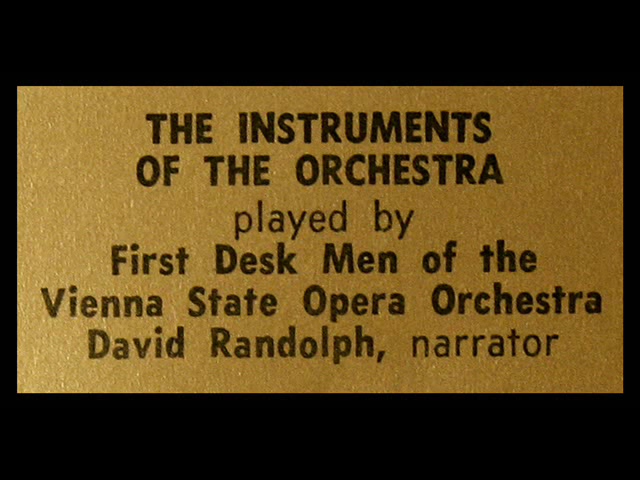 THE INSTRUMENTS
OF THE ORCHESTRA
played by
First Desk Men of the
Vienna State Opera Orchestra
David Randolph, narrator